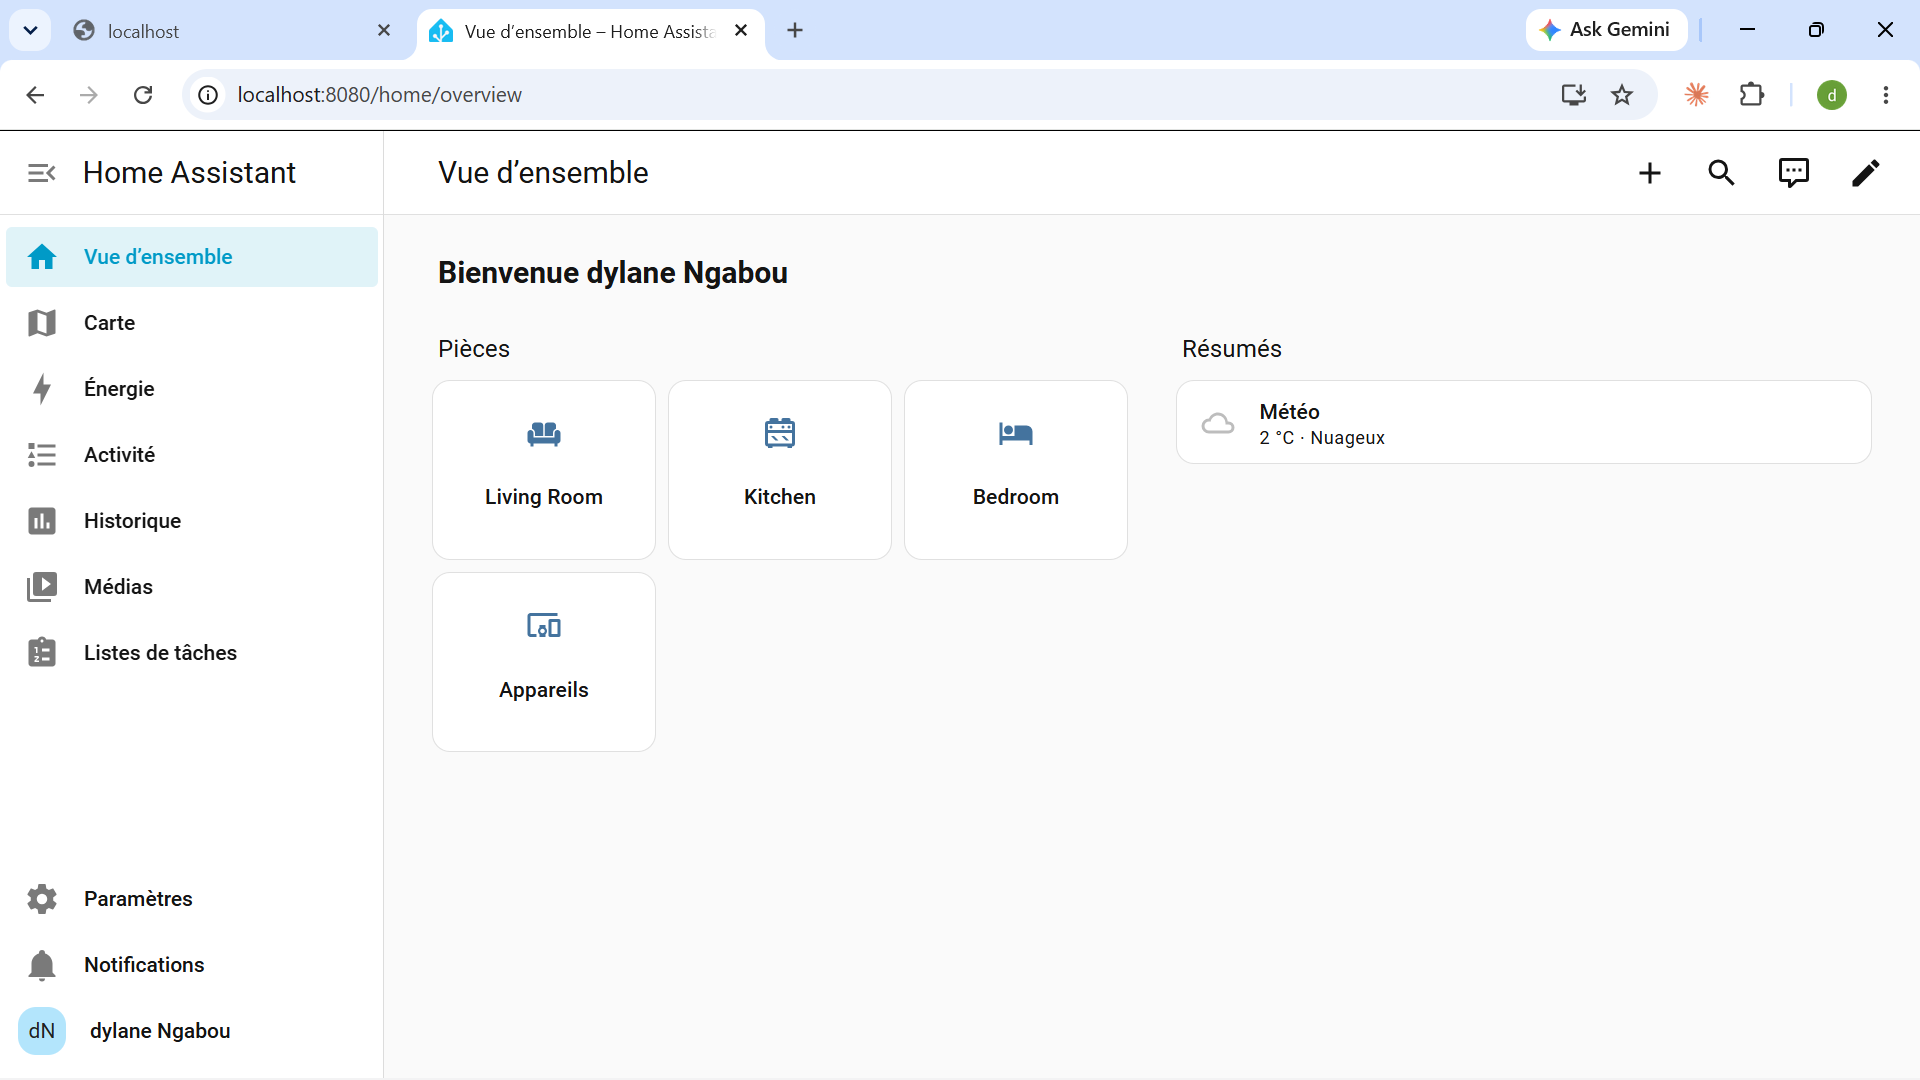 localhost
Vue d’ensemble – Home Assista
Ask Gemini
localhost:8080/home/overview
d
Home Assistant
Vue d’ensemble
Vue d’ensemble
Carte
Énergie
Activité
Historique
Médias
Listes de tâches
Paramètres
Notifications
dN
dylane Ngabou
Bienvenue dylane Ngabou
Pièces
Living Room
Kitchen
Bedroom
Appareils
Résumés
Météo
2 °C · Nuageux